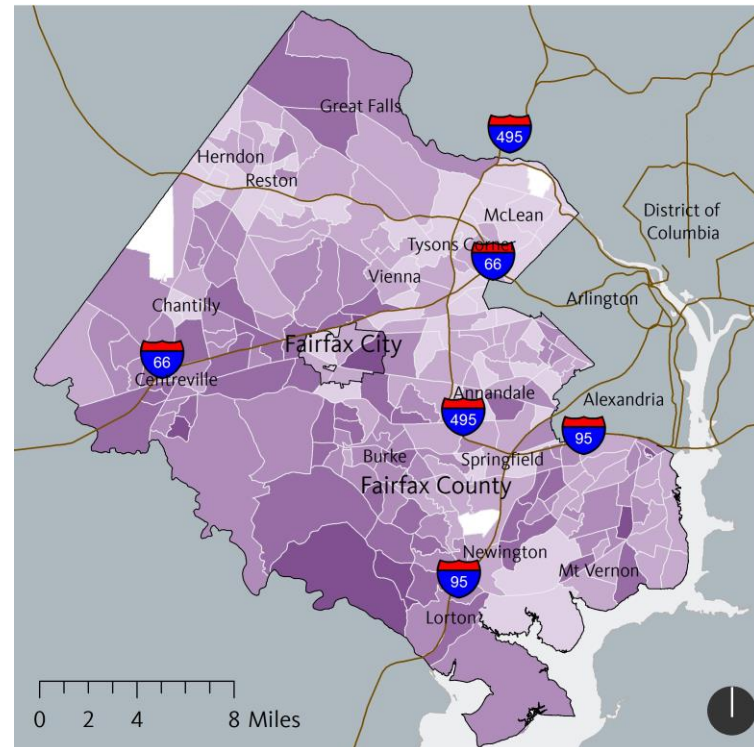 Great Falls
495
Herndon
Reston
McLean
District of
Columbia
Tysons Corner
66
Vienna
Arlington
Chantilly
Fairfax City
66
Centreville
Annandale
Alexandria
495
95
Burke
Springfield
Fairfax County
Newington
Mt Vernon
95
Lorton
0 2 4 8 Miles